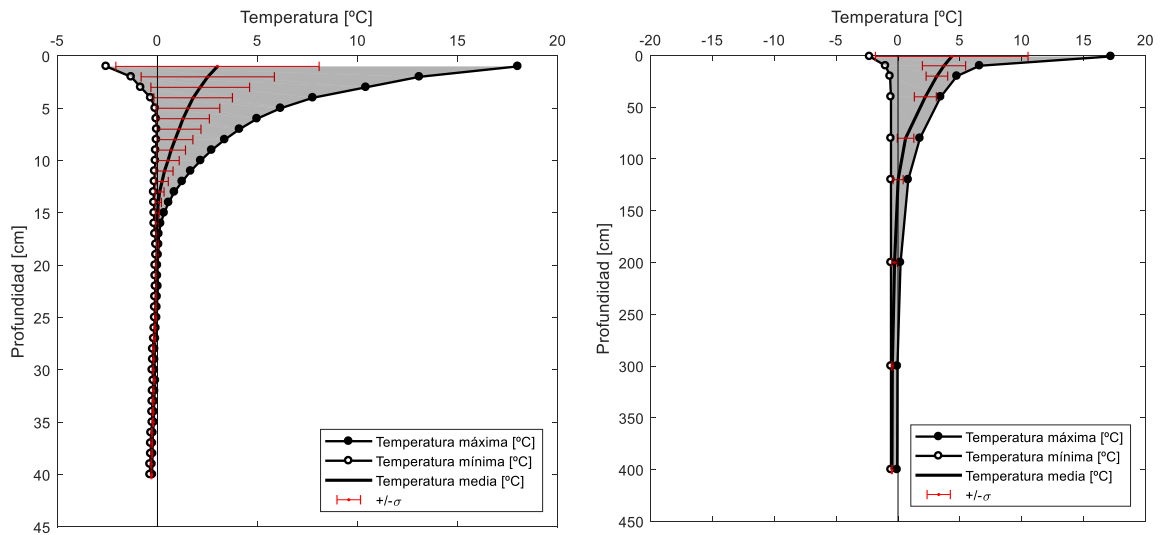 Temperatura [ºC]
-5 0 5 10 15 20
0
5
10
15
20
25
30
35
40
45
Profundidad [cm]
Temperatura máxima [ºC]
Temperatura mínima [ºC]
Temperatura media [ºC]
+/-σ
Temperatura [ºC]
-20 -15 -10 -5 0 5 10 15 20
0
50
100
150
200
250
300
350
400
450
Profundidad [cm]
Temperatura máxima [ºC]
Temperatura mínima [ºC]
Temperatura media [ºC]
+/-σ